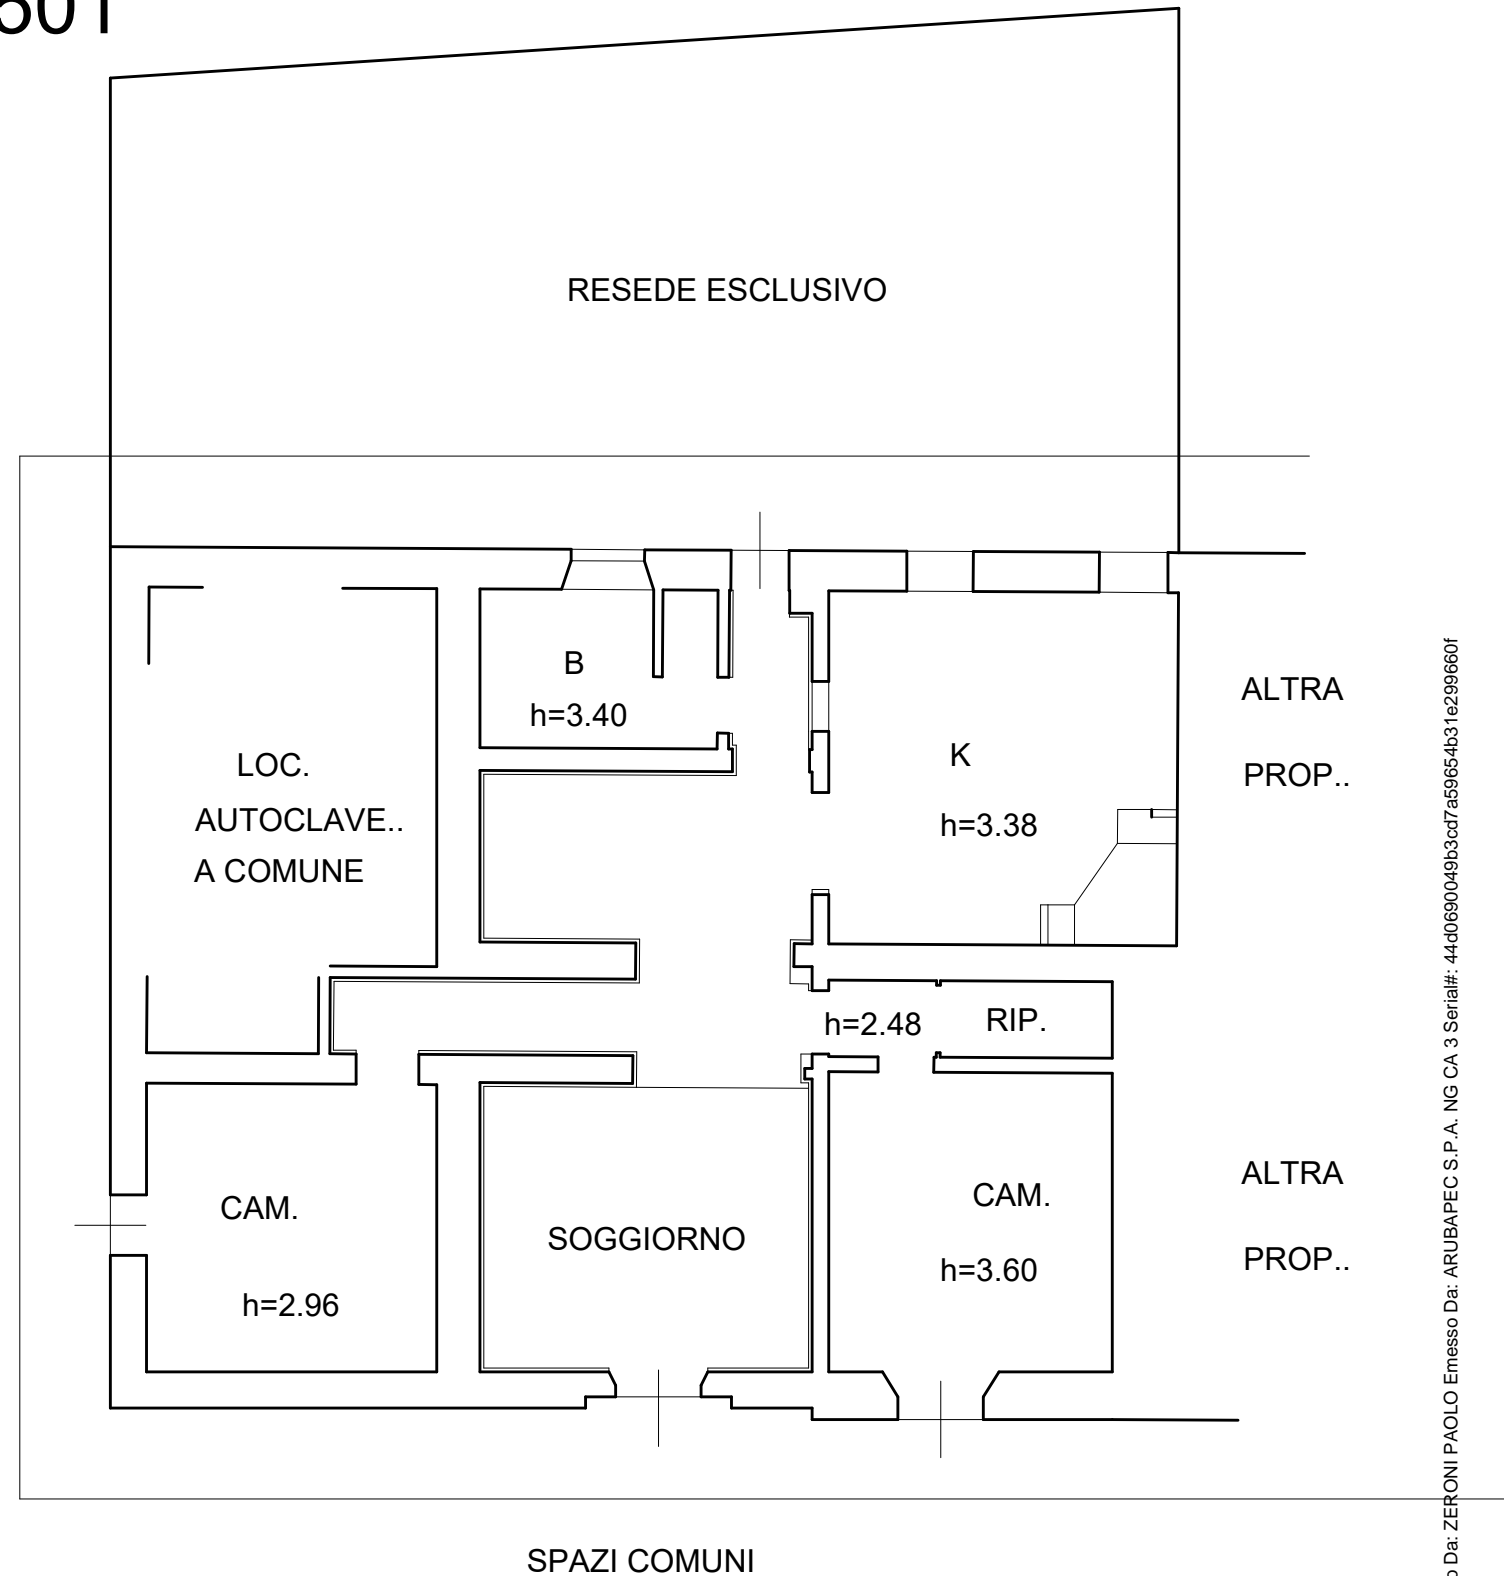 RESEDE ESCLUSIVO
B
h=3.40
LOC.
AUTOCLAVE..
A COMUNE
K
h=3.38
ALTRA
PROP..
h=2.48
RIP.
CAM.
h=2.96
SOGGIORNO
CAM.
h=3.60
ALTRA
PROP..
SPAZI COMUNI
Da: ZERONI PAOLO Emesso Da: ARUBAPEC S.P.A. NG CA 3 Serial#: 44d0690049b3cd7a59654b31e299660f